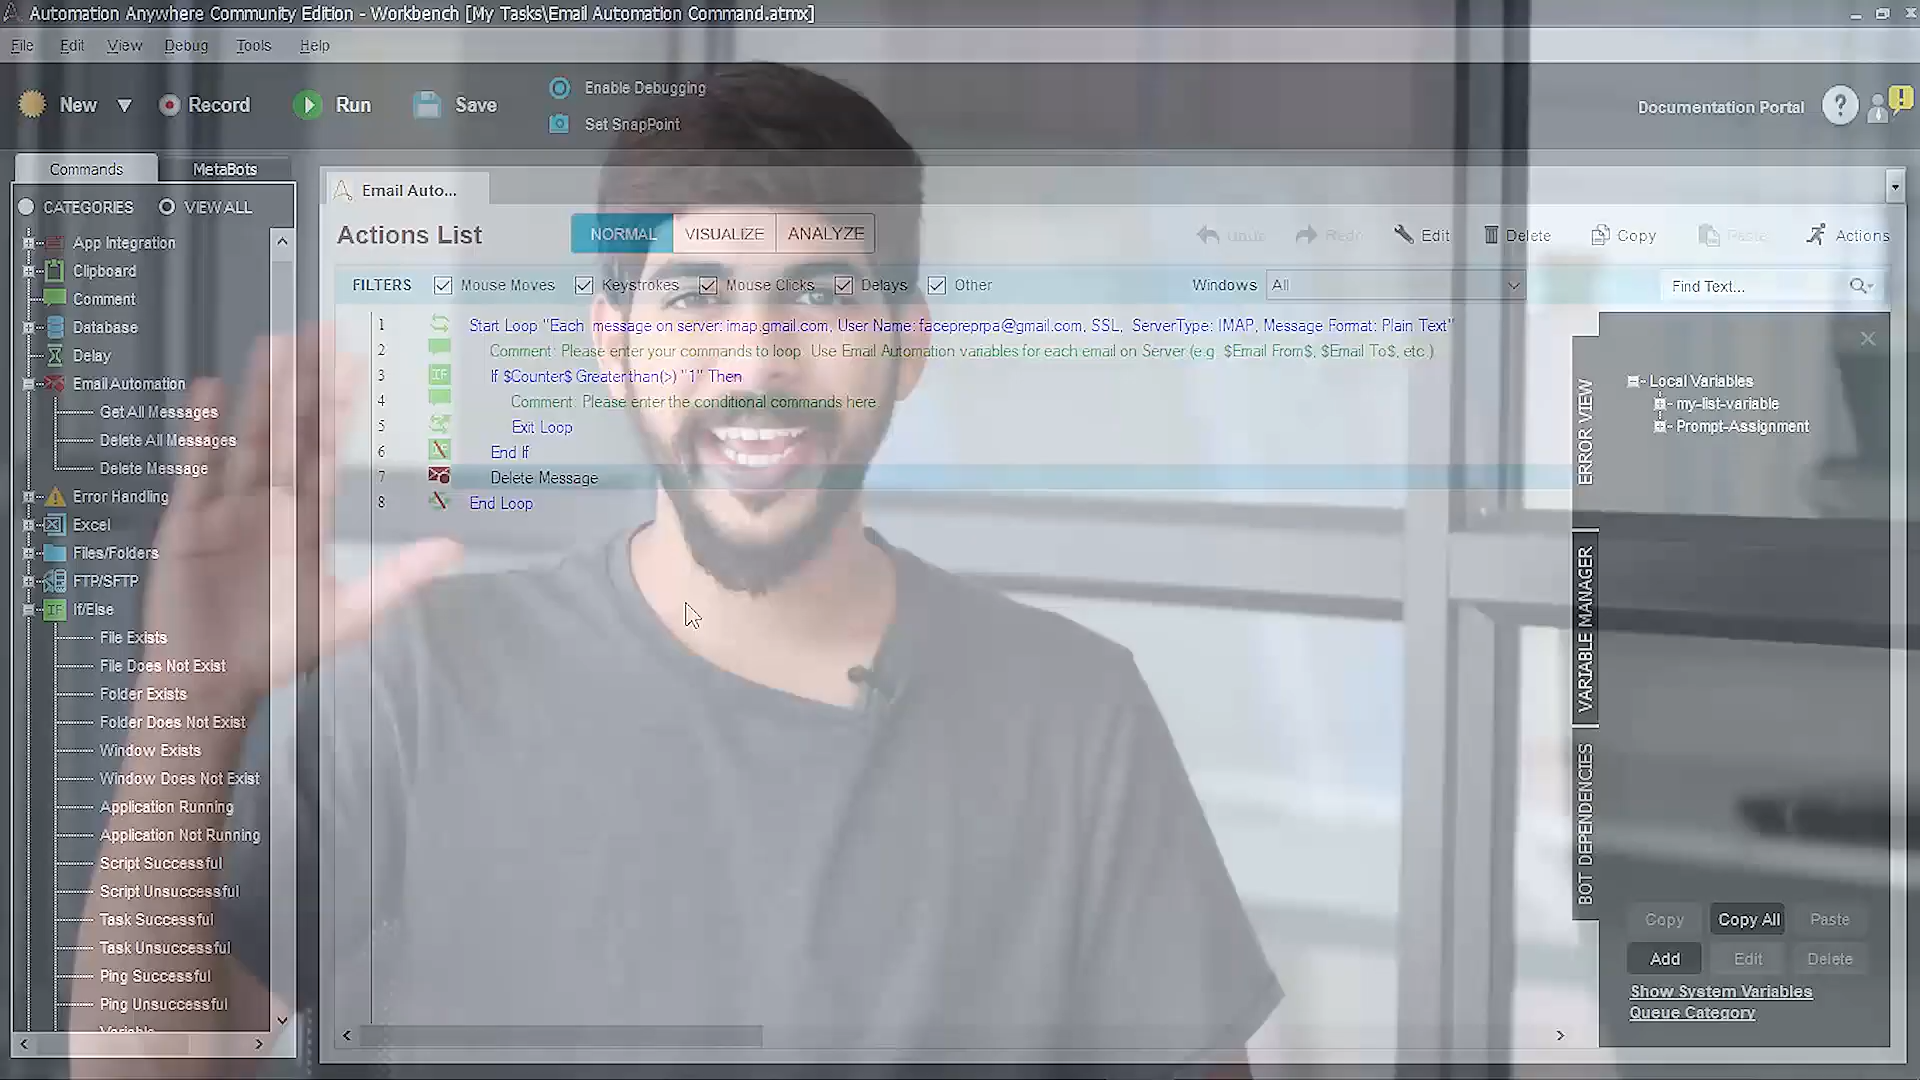 Automation Anywhere Community Edition - Workbench [My Tasks\Email Automation Command.atmx]
File Edit View Debug Tools Help
New Record Run Save
Enable Debugging
Set SnapPoint
Documentation Portal
Commands MetaBots
CATEGORIES VIEW ALL
App Integration
Clipboard
Comment
Database
Delay
Email Automation
Get All Messages
Delete All Messages
Delete Message
Error Handling
Excel
Files/Folders
FTP/SFTP
IF If/Else
File Exists
File Does Not Exist
Folder Exists
Folder Does Not Exist
Window Exists
Window Does Not Exist
Application Running
Application Not Running
Script Successful
Script Unsuccessful
Task Successful
Task Unsuccessful
Ping Successful
Ping Unsuccessful
Variable
Email Auto...
Actions List NORMAL VISUALIZE ANALYZE Undo Redo Edit Delete Copy Paste Actions
FILTERS Mouse Moves Keystrokes Mouse Clicks Delays Other Windows All Find Text...
1 Start Loop "Each message on server: imap.gmail.com, User Name: facepreprpa@gmail.com, SSL, ServerType: IMAP, Message Format: Plain Text"
2 Comment: Please enter your commands to loop. Use Email Automation variables for each email on Server (e.g. $Email From$, $Email To$, etc.)
3 IF If $Counter$ Greater than(>) "1" Then
4 Comment: Please enter the conditional commands here.
5 Exit Loop
6 End If
7 Delete Message
8 End Loop
ERROR VIEW
VARIABLE MANAGER
BOT DEPENDENCIES
Local Variables
my-list-variable
Prompt-Assignment
Copy Copy All Paste
Add Edit Delete
Show System Variables
Queue Category